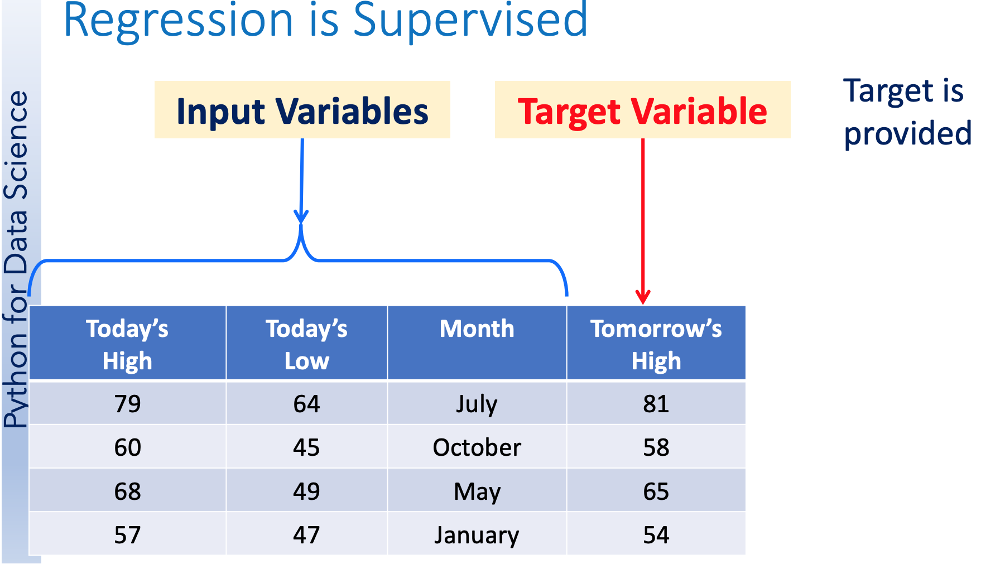 Regression is Supervised
Input Variables
Target Variable
Target is
provided
Python for Data Science
Today’s High Today’s Low Month Tomorrow’s High
79 64 July 81
60 45 October 58
68 49 May 65
57 47 January 54